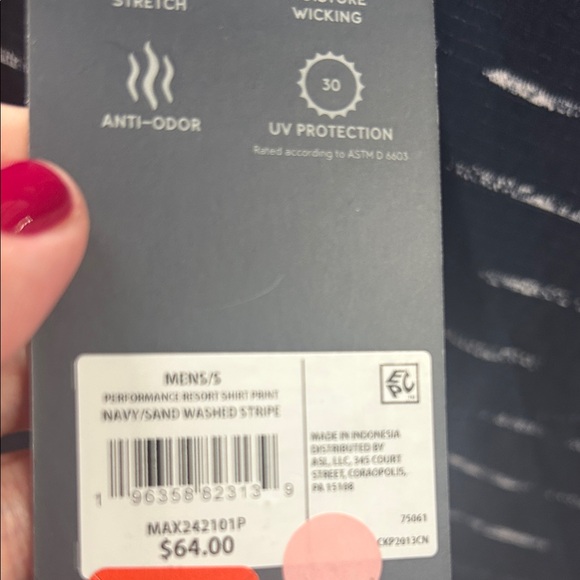 STRETCH
WICKING
30
ANTI-ODOR
UV PROTECTION
Rated according to ASTM D 6603
MENS/S
PERFORMANCE RESORT SHIRT PRINT
NAVY/SAND WASHED STRIPE
MADE IN INDONESIA
DISTRIBUTED BY
ASI, LLC, 345 COURT
STREET, CORAOPOLIS,
PA 15108
1 96358 82313 9
75061
CKP2013CN
MAX242101P
$64.00